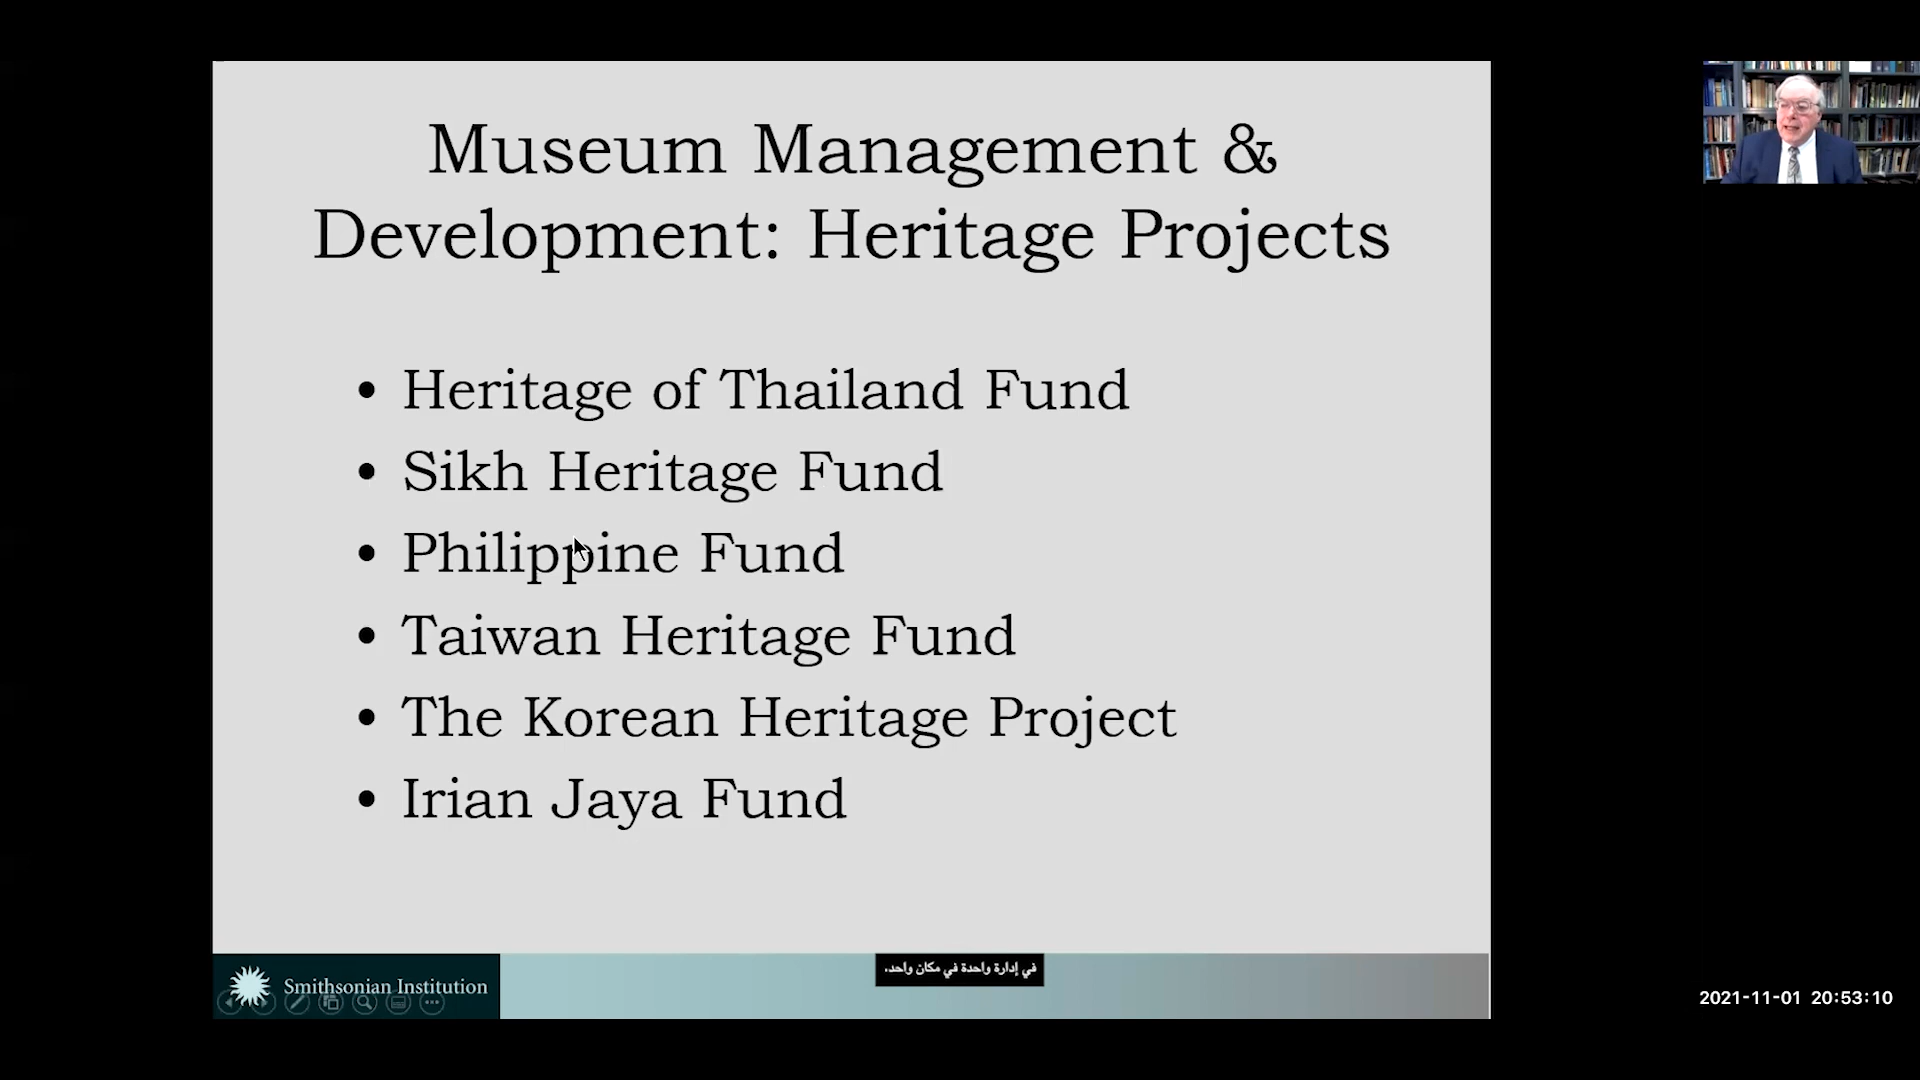 Museum Management &
Development: Heritage Projects
• Heritage of Thailand Fund
• Sikh Heritage Fund
• Philippine Fund
• Taiwan Heritage Fund
• The Korean Heritage Project
• Irian Jaya Fund
Smithsonian Institution
في إدارة واحدة في مكان واحد.
2021-11-01 20:53:10